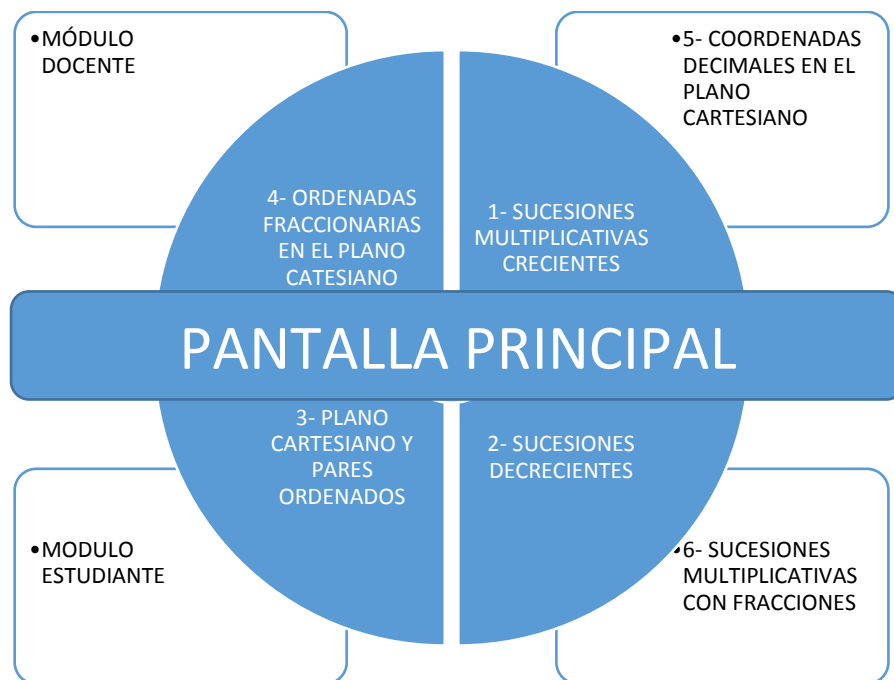 •MÓDULO
DOCENTE
•5- COORDENADAS
DECIMALES EN EL
PLANO
CARTESIANO
4- ORDENADAS
FRACCIONARIAS
EN EL PLANO
CATESIANO
1- SUCESIONES
MULTIPLICATIVAS
CRECIENTES
PANTALLA PRINCIPAL
3- PLANO
CARTESIANO Y
PARES
ORDENADOS
2- SUCESIONES
DECRECIENTES
•MODULO
ESTUDIANTE
•6- SUCESIONES
MULTIPLICATIVAS
CON FRACCIONES